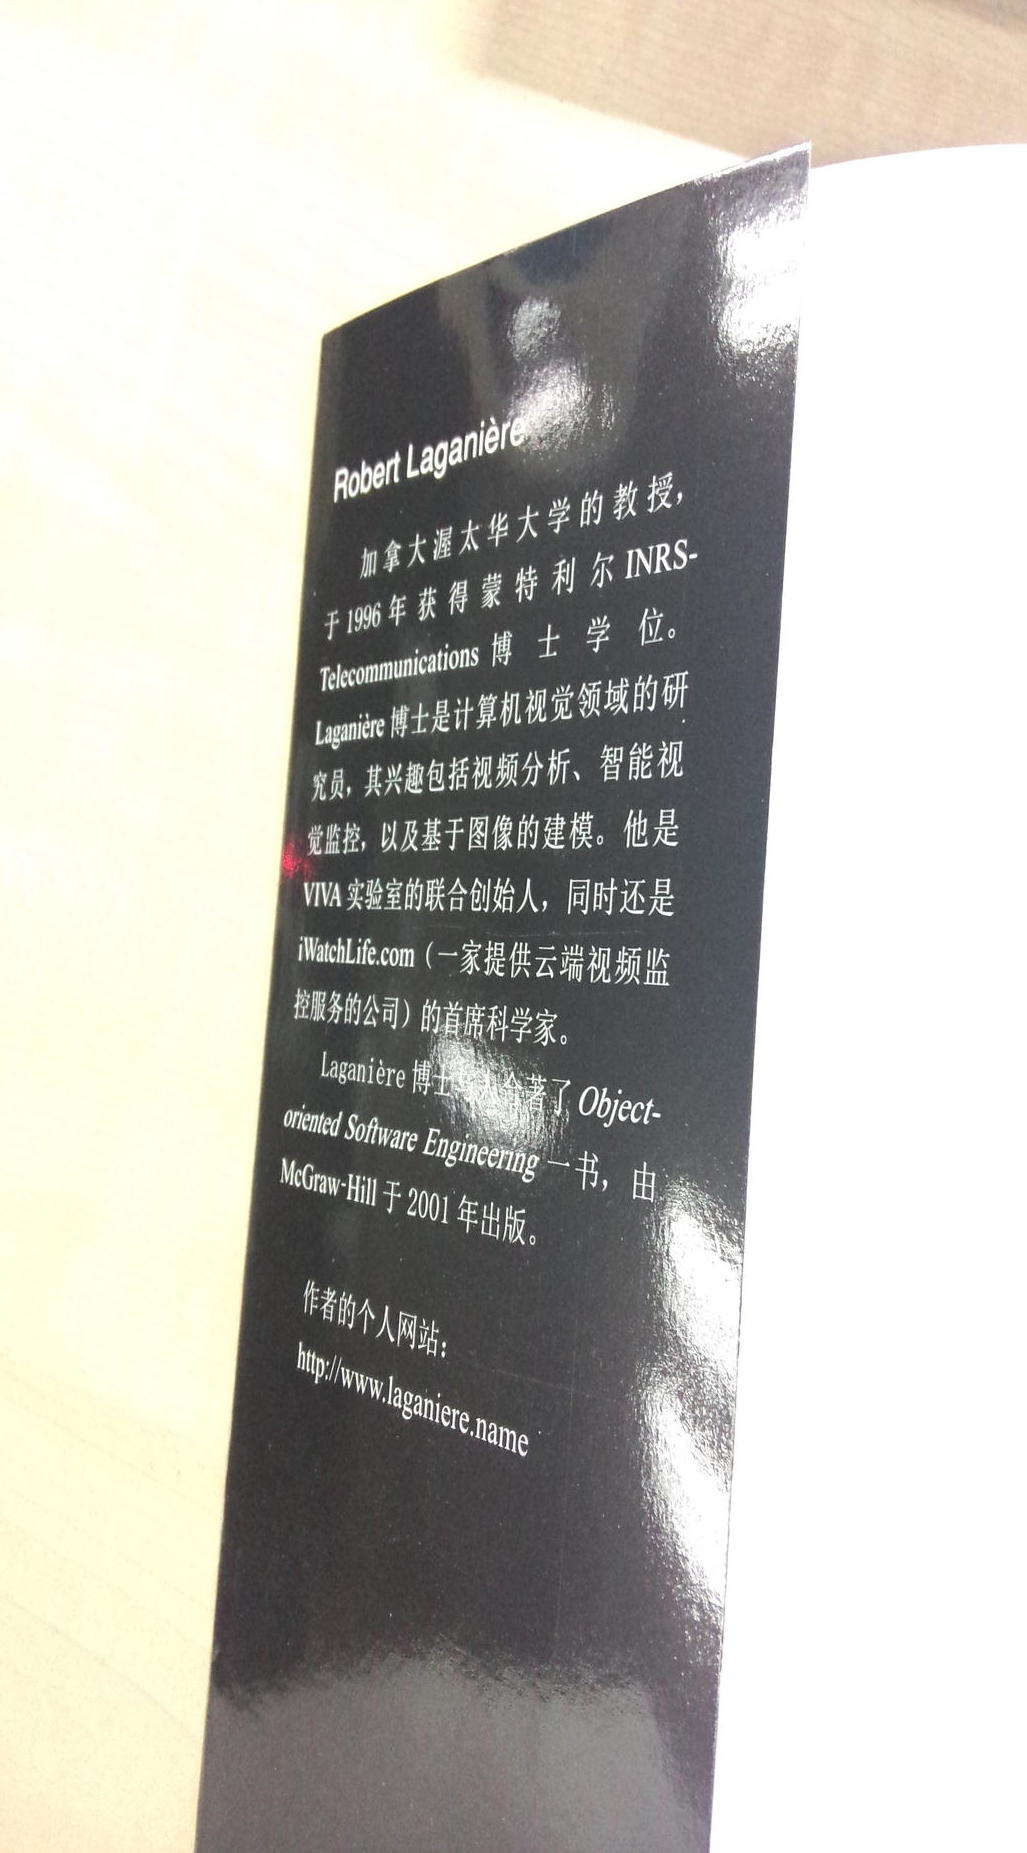 Robert Laganière
加拿大渥太华大学的教授，
于 1996 年获得蒙特利尔 INRS-
Telecommunications 博士学位。
Laganière 博士是计算机视觉领域的研
究员，其兴趣包括视频分析、智能视
觉监控，以及基于图像的建模。他是
VIVA 实验室的联合创始人，同时还是
iWatchLife.com（一家提供云端视频监
控服务的公司）的首席科学家。
Laganière 博士 合著了 Object-
oriented Software Engineering 一书，由
McGraw-Hill 于 2001 年出版。
作者的个人网站：
http://www.laganiere.name